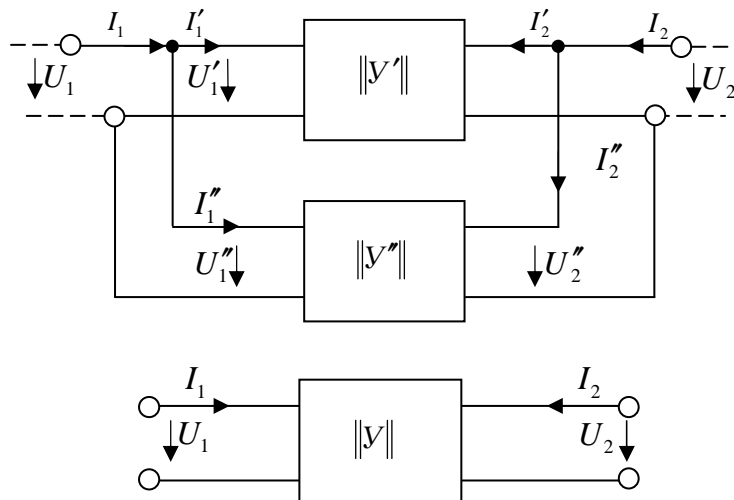 I₁ I₁′ I₂′ I₂
U₁ U₁′ ‖У′‖ U₂
I₁″ I₂″
U₁″ ‖У″‖ U₂″
I₁ I₂
U₁ ‖У‖ U₂